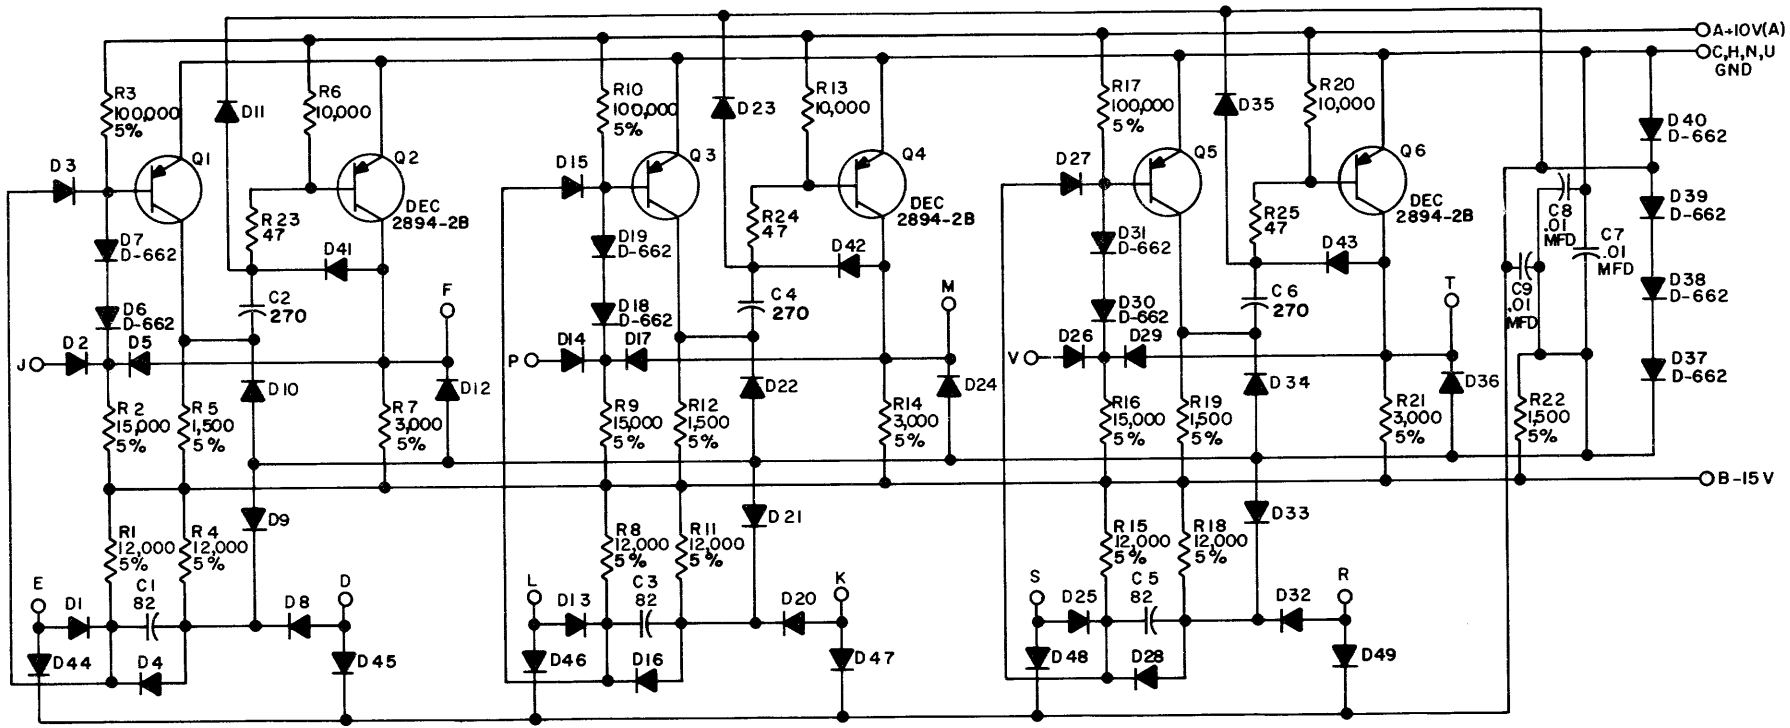 A+10V(A)
C,H,N,U
GND
R3
100,000
5%
D11
R6
10,000
R10
100,000
5%
D23
R13
10,000
R17
100,000
5%
D35
R20
10,000
D40
D-662
D3
Q1
Q2
D15
Q3
Q4
D27
Q5
Q6
R23
47
DEC
2894-2B
R24
47
DEC
2894-2B
R25
47
DEC
2894-2B
C8
.01
MFD
D39
D-662
D7
D-662
D41
D19
D-662
D42
D31
D-662
D43
C7
.01
MFD
C9
.01
MFD
D38
D-662
D6
D-662
C2
270
F
D18
D-662
C4
270
M
D30
D-662
C6
270
T
J
D2
D5
P
D14
D17
V
D26
D29
D37
D-662
D10
D12
D22
D24
D34
D36
R2
15,000
5%
R5
1,500
5%
R7
3,000
5%
R9
15,000
5%
R12
1,500
5%
R14
3,000
5%
R16
15,000
5%
R19
1,500
5%
R21
3,000
5%
R22
1,500
5%
B-15V
D9
D21
D33
R1
12,000
5%
R4
12,000
5%
R8
12,000
5%
R11
12,000
5%
R15
12,000
5%
R18
12,000
5%
E
D1
C1
82
D8
D
L
D13
C3
82
D20
K
S
D25
C5
82
D32
R
D44
D4
D45
D46
D16
D47
D48
D28
D49